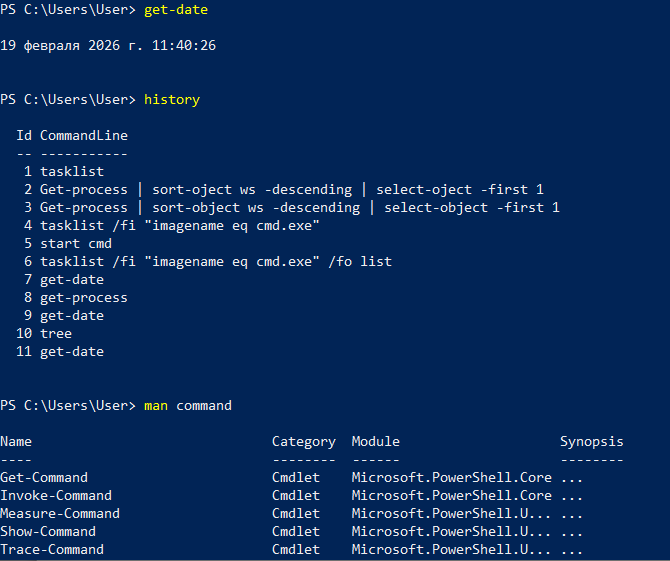 PS C:\Users\User> get-date
19 февраля 2026 г. 11:40:26
PS C:\Users\User> history
Id CommandLine
-- -----------
1 tasklist
2 Get-process | sort-oject ws -descending | select-oject -first 1
3 Get-process | sort-object ws -descending | select-object -first 1
4 tasklist /fi "imagename eq cmd.exe"
5 start cmd
6 tasklist /fi "imagename eq cmd.exe" /fo list
7 get-date
8 get-process
9 get-date
10 tree
11 get-date
PS C:\Users\User> man command
Name Category Module Synopsis
---- -------- ------ --------
Get-Command Cmdlet Microsoft.PowerShell.Core ...
Invoke-Command Cmdlet Microsoft.PowerShell.Core ...
Measure-Command Cmdlet Microsoft.PowerShell.U... ...
Show-Command Cmdlet Microsoft.PowerShell.U... ...
Trace-Command Cmdlet Microsoft.PowerShell.U... ...